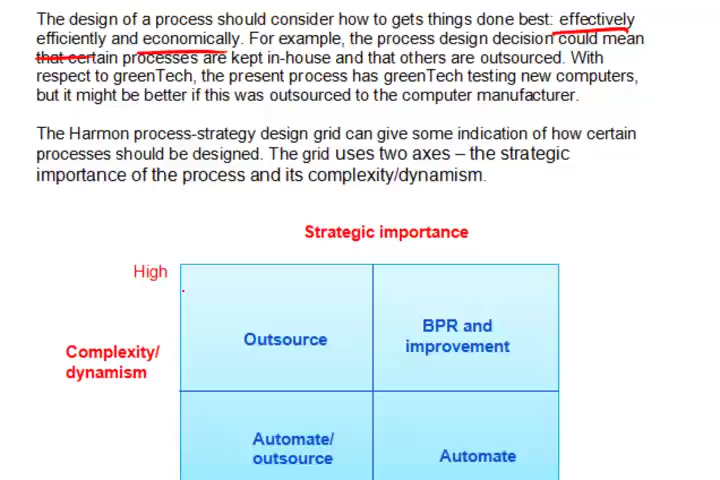 The design of a process should consider how to gets things done best: effectively
efficiently and economically. For example, the process design decision could mean
that certain processes are kept in-house and that others are outsourced. With
respect to greenTech, the present process has greenTech testing new computers,
but it might be better if this was outsourced to the computer manufacturer.
The Harmon process-strategy design grid can give some indication of how certain
processes should be designed. The grid uses two axes – the strategic
importance of the process and its complexity/dynamism.
Strategic importance
High
Outsource
BPR and
improvement
Complexity/
dynamism
Automate/
outsource
Automate